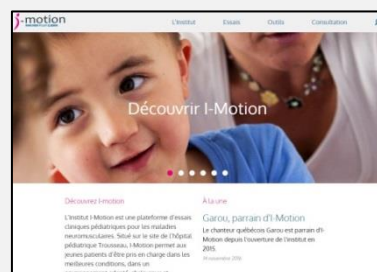 i-motion
L'institut Essais Outils Consultation
Découvrir I-Motion
Découvrez I-motion
L'institut I-Motion est une plateforme d'essais
cliniques pédiatriques pour les maladies
neuromusculaires. Situé sur le site de l'hôpital
pédiatrique Trousseau, I-Motion permet aux
jeunes patients d'être pris en charge dans les
meilleures conditions, dans un
À la une
Garou, parrain d'I-Motion
Le chanteur québécois Garou est parrain d'I-
Motion depuis l'ouverture de l'institut en
2015.